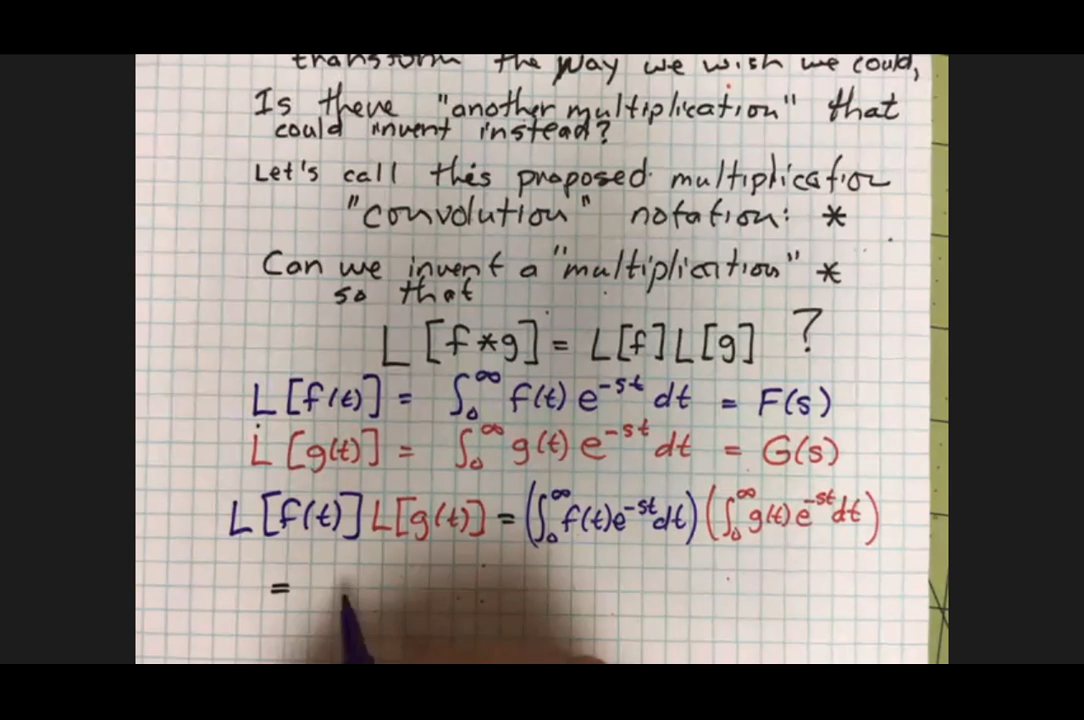 transform the way we wish we could,
Is there "another multiplication" that
could invent instead?
Let's call this proposed multiplication
"convolution" notation: *
Can we invent a "multiplication" *
so that
L[f*g] = L[f]L[g] ?
L[f(t)] = ∫₀^∞ f(t) e^{-st} dt = F(s)
L[g(t)] = ∫₀^∞ g(t) e^{-st} dt = G(s)
L[f(t)] L[g(t)] = (∫₀^∞ f(t)e^{-st}dt) (∫₀^∞ g(t)e^{-st}dt)
=